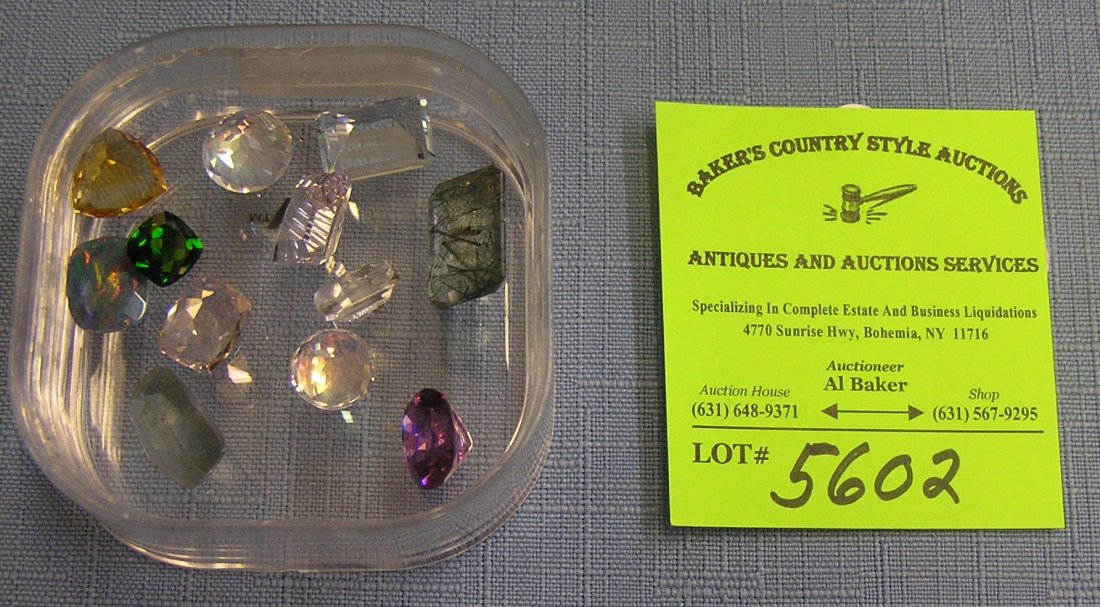 TM
BAKER'S COUNTRY STYLE AUCTIONS
ANTIQUES AND AUCTIONS SERVICES
Specializing In Complete Estate And Business Liquidations
4770 Sunrise Hwy, Bohemia, NY 11716
Auctioneer
Auction House Al Baker Shop
(631) 648-9371 (631) 567-9295
LOT# 5602